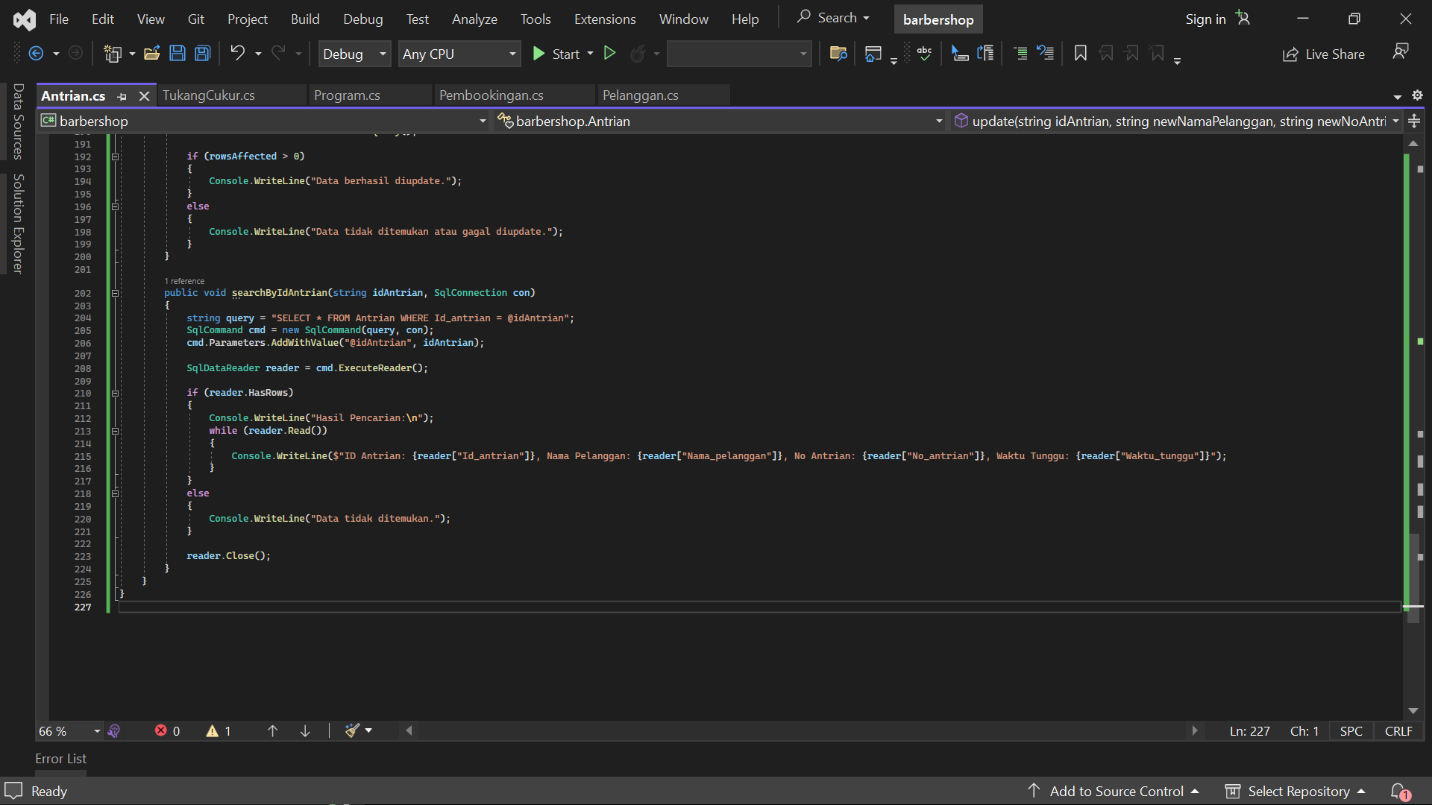 File Edit View Git Project Build Debug Test Analyze Tools Extensions Window Help Search barbershop Sign in
Debug Any CPU Start abc Live Share
Data Sources
Solution Explorer
Antrian.cs TukangCukur.cs Program.cs Pembookingan.cs Pelanggan.cs
C# barbershop barbershop.Antrian update(string idAntrian, string newNamaPelanggan, string newNoAntri
191
192 if (rowsAffected > 0)
193 {
194 Console.WriteLine("Data berhasil diupdate.");
195 }
196 else
197 {
198 Console.WriteLine("Data tidak ditemukan atau gagal diupdate.");
199 }
200 }
201
1 reference
202 public void searchByIdAntrian(string idAntrian, SqlConnection con)
203 {
204 string query = "SELECT * FROM Antrian WHERE Id_antrian = @idAntrian";
205 SqlCommand cmd = new SqlCommand(query, con);
206 cmd.Parameters.AddWithValue("@idAntrian", idAntrian);
207
208 SqlDataReader reader = cmd.ExecuteReader();
209
210 if (reader.HasRows)
211 {
212 Console.WriteLine("Hasil Pencarian:\n");
213 while (reader.Read())
214 {
215 Console.WriteLine($"ID Antrian: {reader["Id_antrian"]}, Nama Pelanggan: {reader["Nama_pelanggan"]}, No Antrian: {reader["No_antrian"]}, Waktu Tunggu: {reader["Waktu_tunggu"]}");
216 }
217 }
218 else
219 {
220 Console.WriteLine("Data tidak ditemukan.");
221 }
222
223 reader.Close();
224 }
225 }
226 }
227
66 % 0 1 Ln: 227 Ch: 1 SPC CRLF
Error List
Ready Add to Source Control Select Repository 1